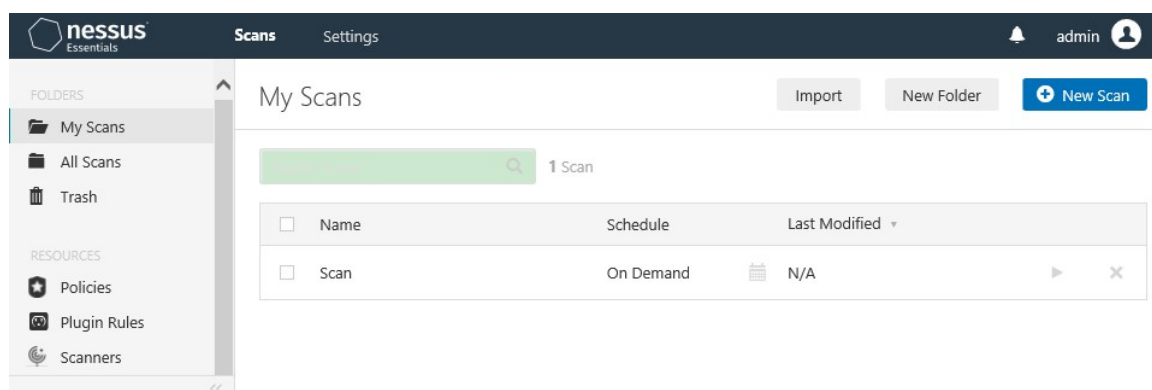 nessus
Essentials
Scans
Settings
admin
FOLDERS
My Scans
All Scans
Trash
RESOURCES
Policies
Plugin Rules
Scanners
My Scans
Import
New Folder
New Scan
1 Scan
Name Schedule Last Modified
Scan On Demand N/A